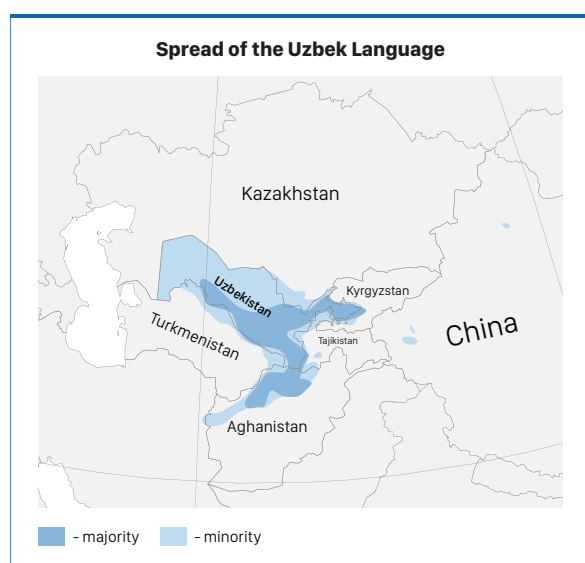 Spread of the Uzbek Language
Kazakhstan
Uzbekistan
Kyrgyzstan
Turkmenistan
Tajikistan
China
Aghanistan
- majority
- minority